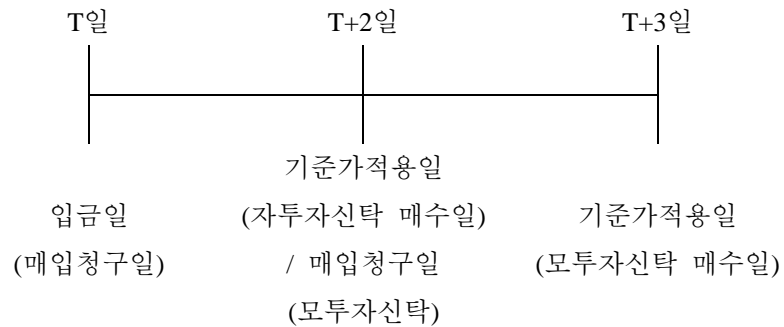 T일 T+2일 T+3일
기준가적용일
입금일 (자투자신탁 매수일) 기준가적용일
(매입청구일) / 매입청구일 (모투자신탁 매수일)
(모투자신탁)